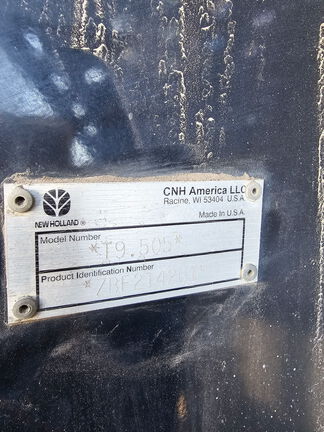 CNH America LLC
Racine, WI 53404 U.S.A.
NEW HOLLAND®
Made In U.S.A.
Model Number
*T9.505*
Product Identification Number